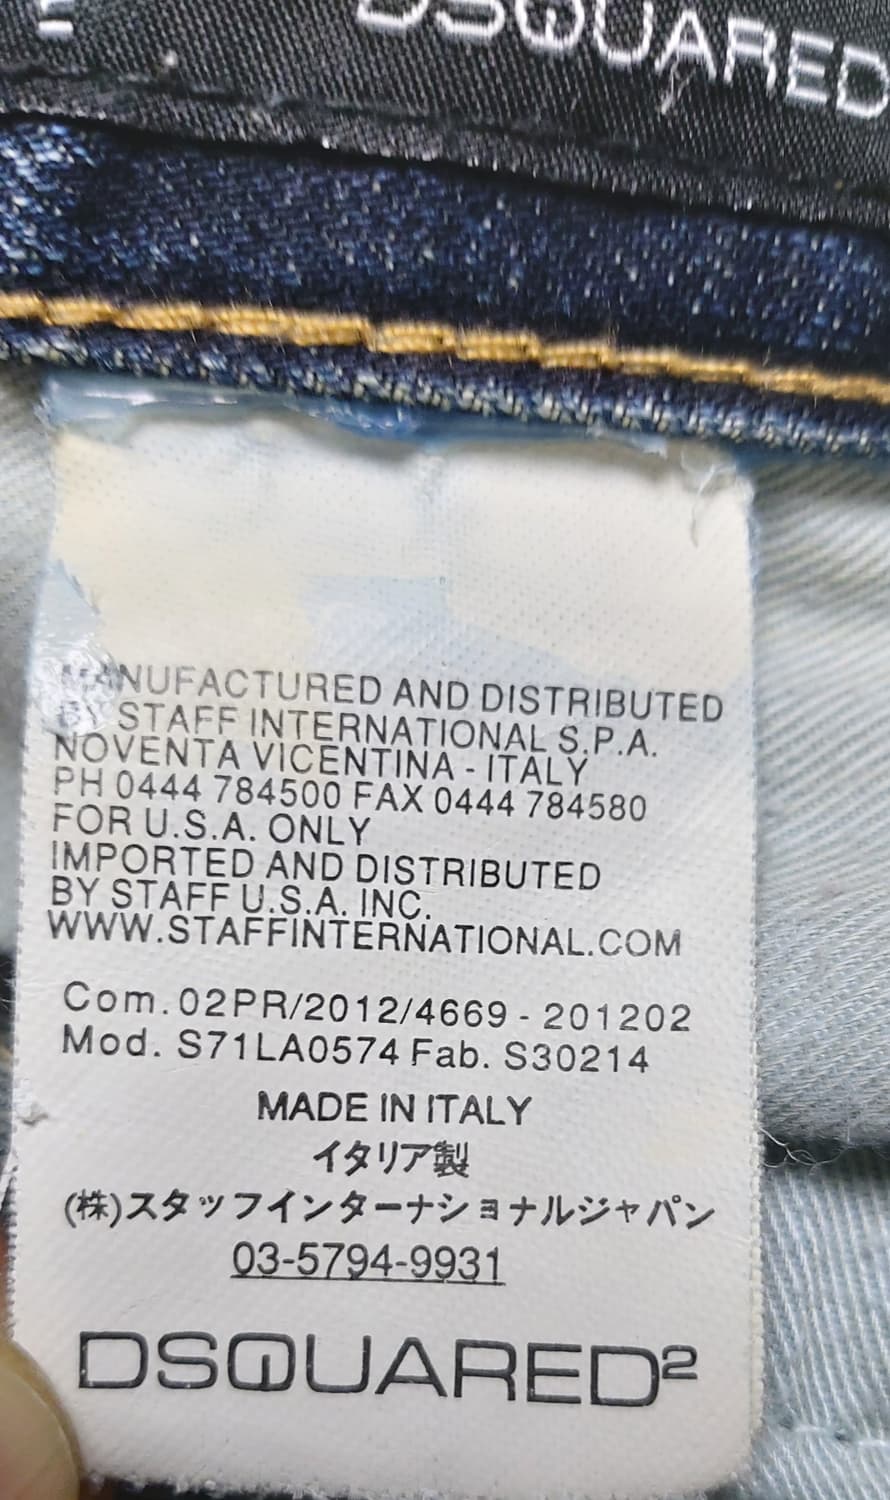 DSQUARED
MANUFACTURED AND DISTRIBUTED
BY STAFF INTERNATIONAL S.P.A.
NOVENTA VICENTINA - ITALY
PH 0444 784500 FAX 0444 784580
FOR U.S.A. ONLY
IMPORTED AND DISTRIBUTED
BY STAFF U.S.A. INC.
WWW.STAFFINTERNATIONAL.COM
Com. 02PR/2012/4669 - 201202
Mod. S71LA0574 Fab. S30214
MADE IN ITALY
イタリア製
(株)スタッフインターナショナルジャパン
03-5794-9931
DSQUARED²